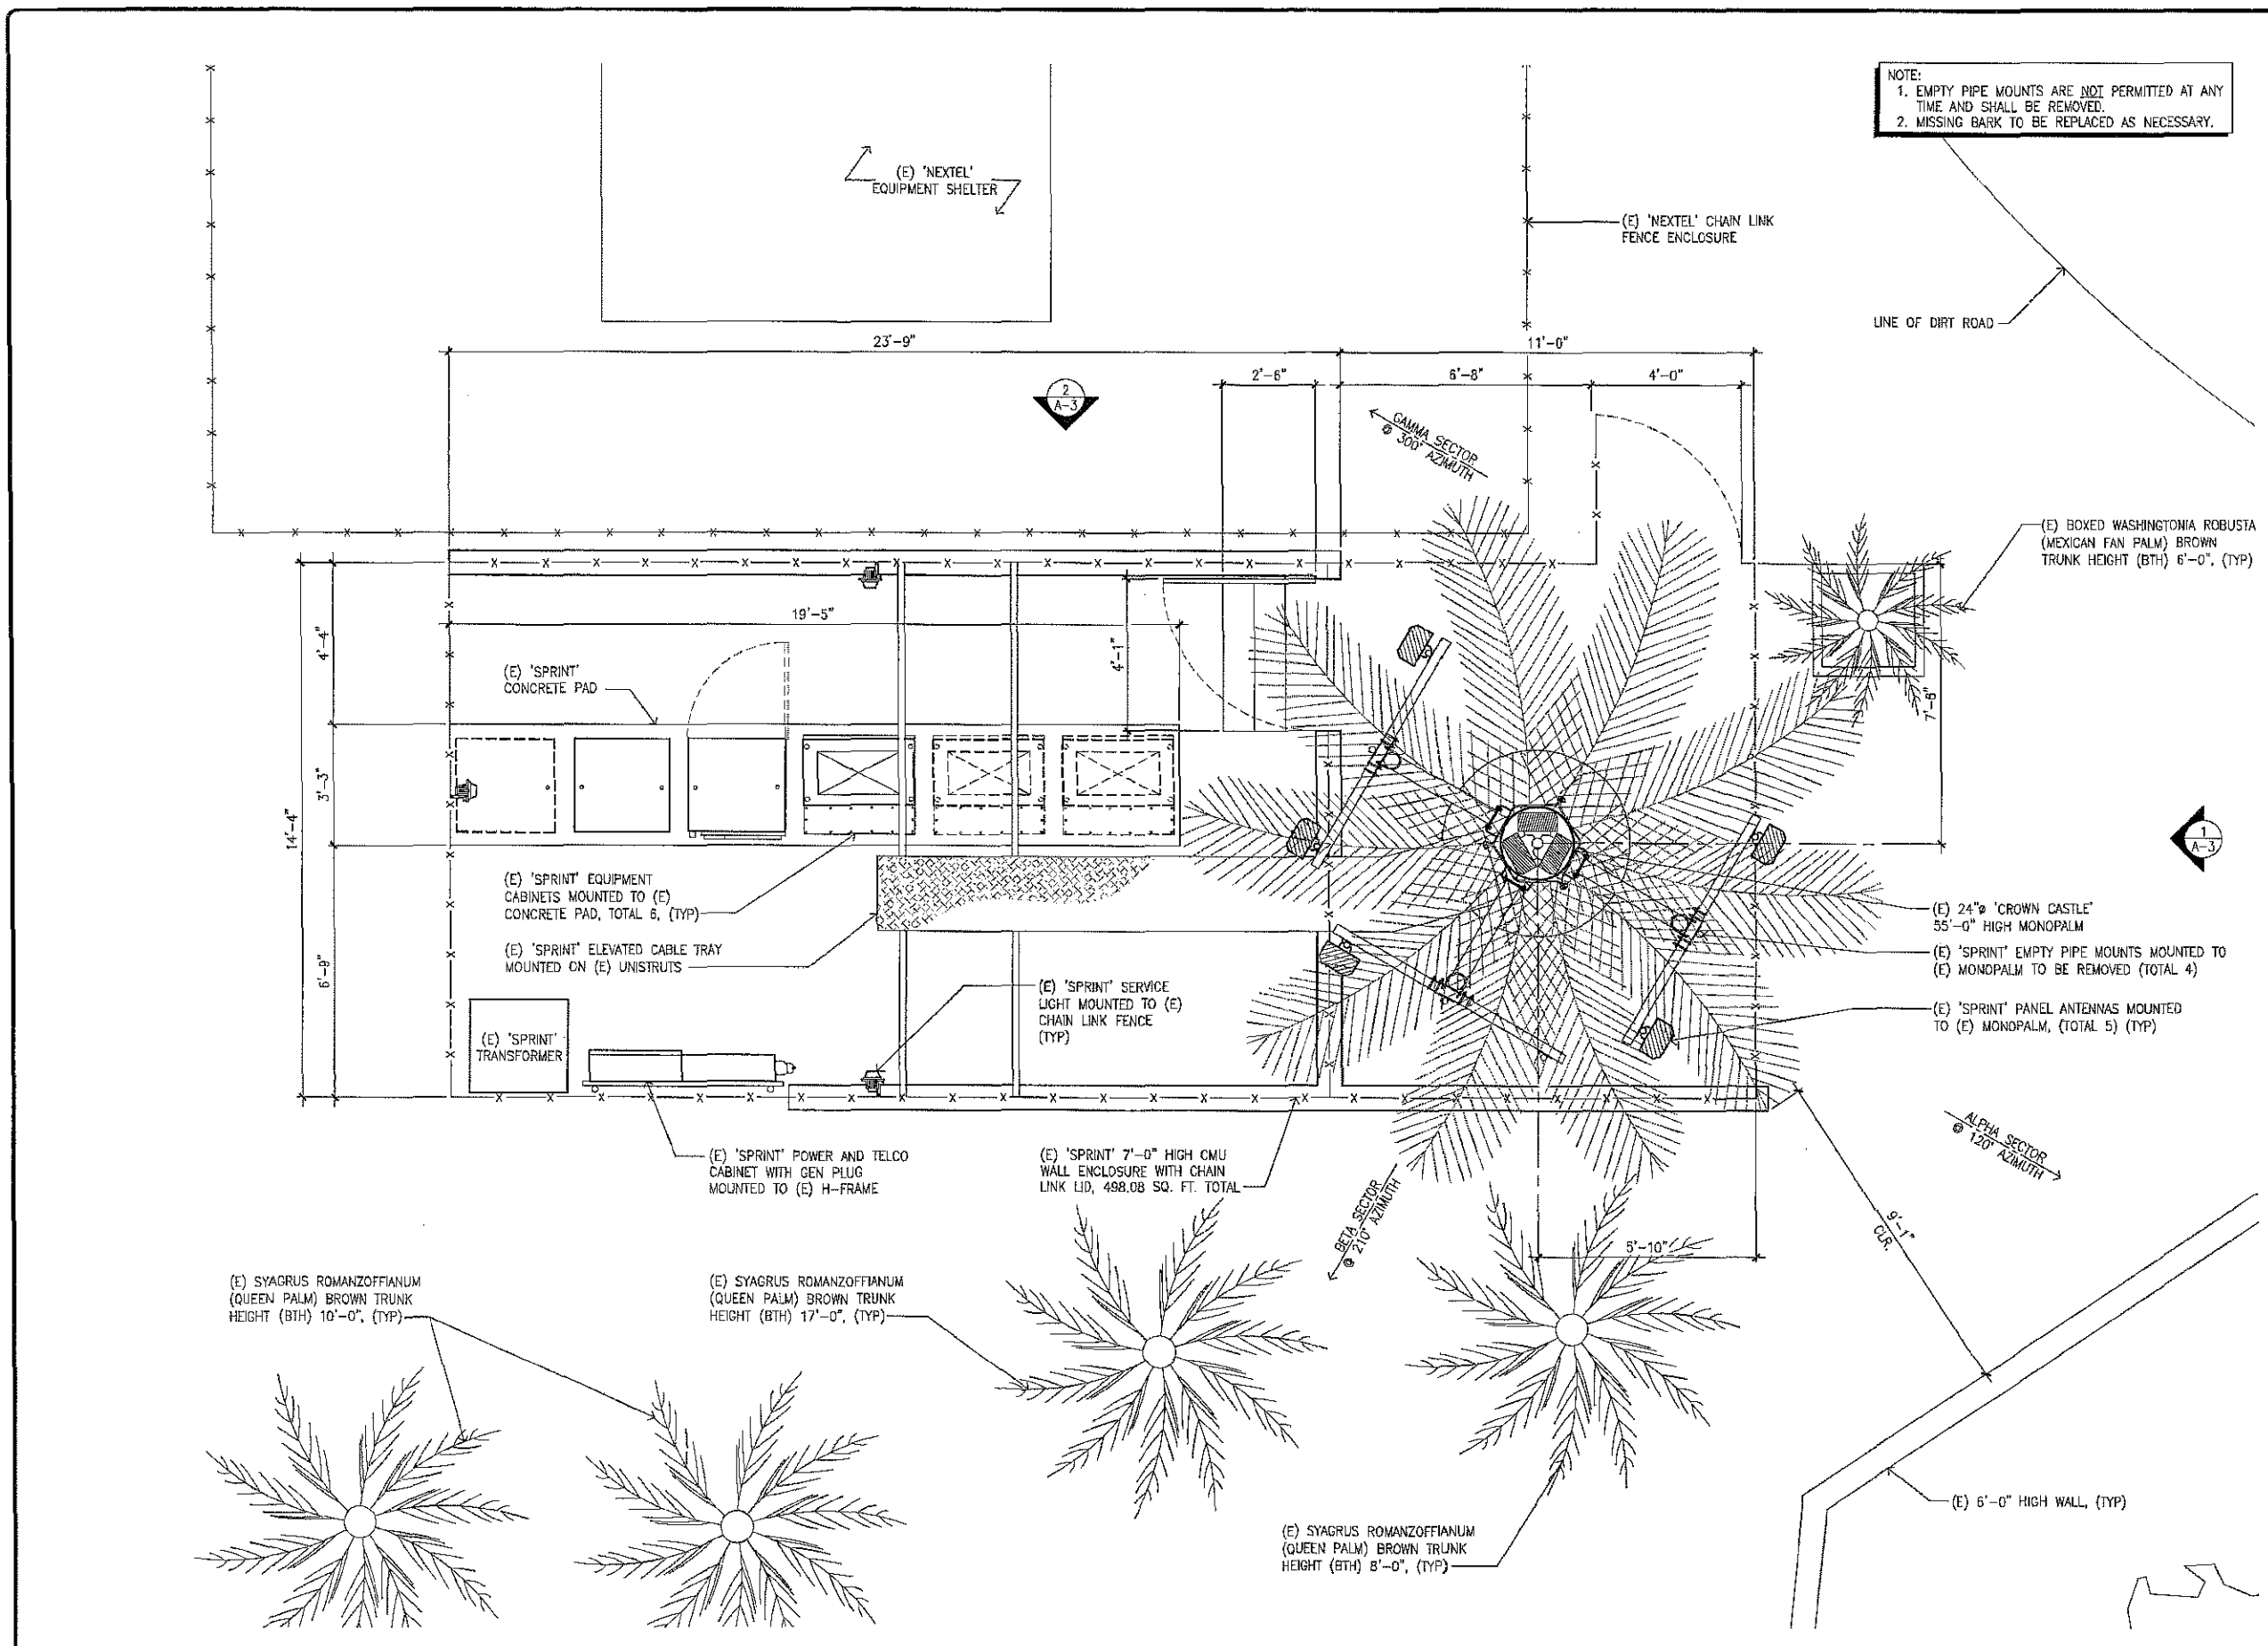 NOTE:
1. EMPTY PIPE MOUNTS ARE NOT PERMITTED AT ANY
TIME AND SHALL BE REMOVED.
2. MISSING BARK TO BE REPLACED AS NECESSARY.
(E) 'NEXTEL'
EQUIPMENT SHELTER
(E) 'NEXTEL' CHAIN LINK
FENCE ENCLOSURE
LINE OF DIRT ROAD
23'-9"
11'-0"
2'-6"
6'-8"
4'-0"
2
A-3
GAMMA SECTOR
@ 300° AZIMUTH
(E) BOXED WASHINGTONIA ROBUSTA
(MEXICAN FAN PALM) BROWN
TRUNK HEIGHT (BTH) 6'-0", (TYP)
19'-5"
4'-4"
4'-1"
(E) 'SPRINT'
CONCRETE PAD
7'-6"
3'-3"
14'-4"
1
A-3
(E) 'SPRINT' EQUIPMENT
CABINETS MOUNTED TO (E)
CONCRETE PAD, TOTAL 6, (TYP)
(E) 24"ø 'CROWN CASTLE'
55'-0" HIGH MONOPALM
(E) 'SPRINT' ELEVATED CABLE TRAY
MOUNTED ON (E) UNISTRUTS
(E) 'SPRINT' EMPTY PIPE MOUNTS MOUNTED TO
(E) MONOPALM TO BE REMOVED (TOTAL 4)
6'-9"
(E) 'SPRINT' SERVICE
LIGHT MOUNTED TO (E)
CHAIN LINK FENCE
(TYP)
(E) 'SPRINT' PANEL ANTENNAS MOUNTED
TO (E) MONOPALM, (TOTAL 5) (TYP)
(E) 'SPRINT'
TRANSFORMER
(E) 'SPRINT' POWER AND TELCO
CABINET WITH GEN PLUG
MOUNTED TO (E) H-FRAME
(E) 'SPRINT' 7'-0" HIGH CMU
WALL ENCLOSURE WITH CHAIN
LINK LID, 498.08 SQ. FT. TOTAL
ALPHA SECTOR
@ 120° AZIMUTH
BETA SECTOR
@ 210° AZIMUTH
9'-1"
CLR.
5'-10"
(E) SYAGRUS ROMANZOFFIANUM
(QUEEN PALM) BROWN TRUNK
HEIGHT (BTH) 10'-0", (TYP)
(E) SYAGRUS ROMANZOFFIANUM
(QUEEN PALM) BROWN TRUNK
HEIGHT (BTH) 17'-0", (TYP)
(E) 6'-0" HIGH WALL, (TYP)
(E) SYAGRUS ROMANZOFFIANUM
(QUEEN PALM) BROWN TRUNK
HEIGHT (BTH) 8'-0", (TYP)